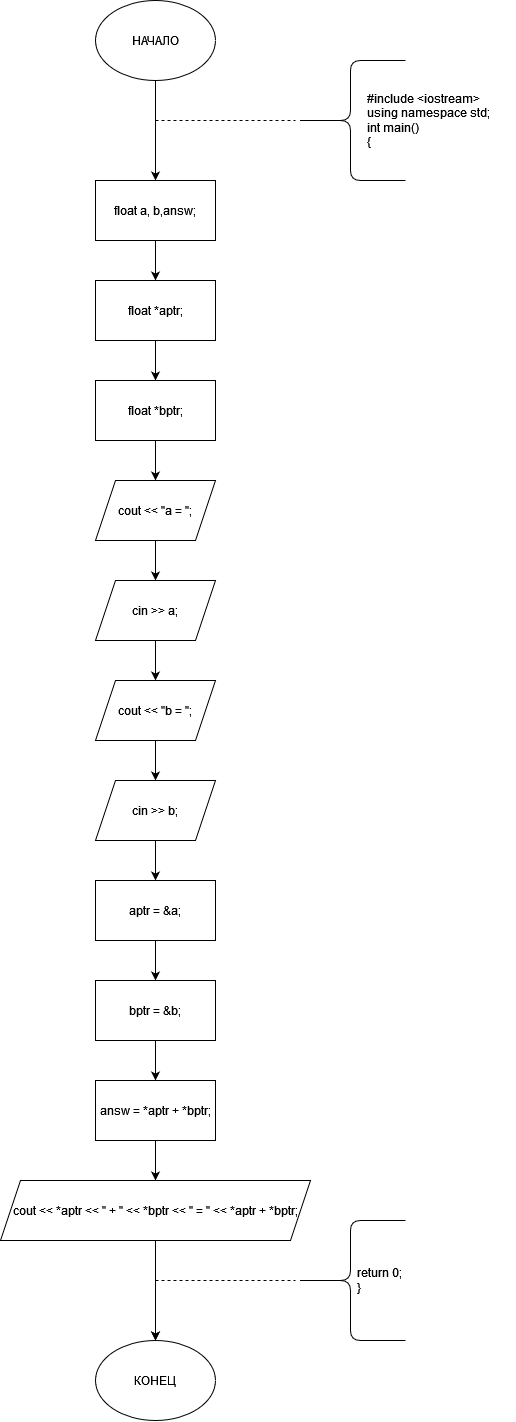 НАЧАЛО
#include <iostream>
using namespace std;
int main()
{
float a, b,answ;
float *aptr;
float *bptr;
cout << "a = ";
cin >> a;
cout << "b = ";
cin >> b;
aptr = &a;
bptr = &b;
answ = *aptr + *bptr;
cout << *aptr << " + " << *bptr << " = " << *aptr + *bptr;
return 0;
}
КОНЕЦ